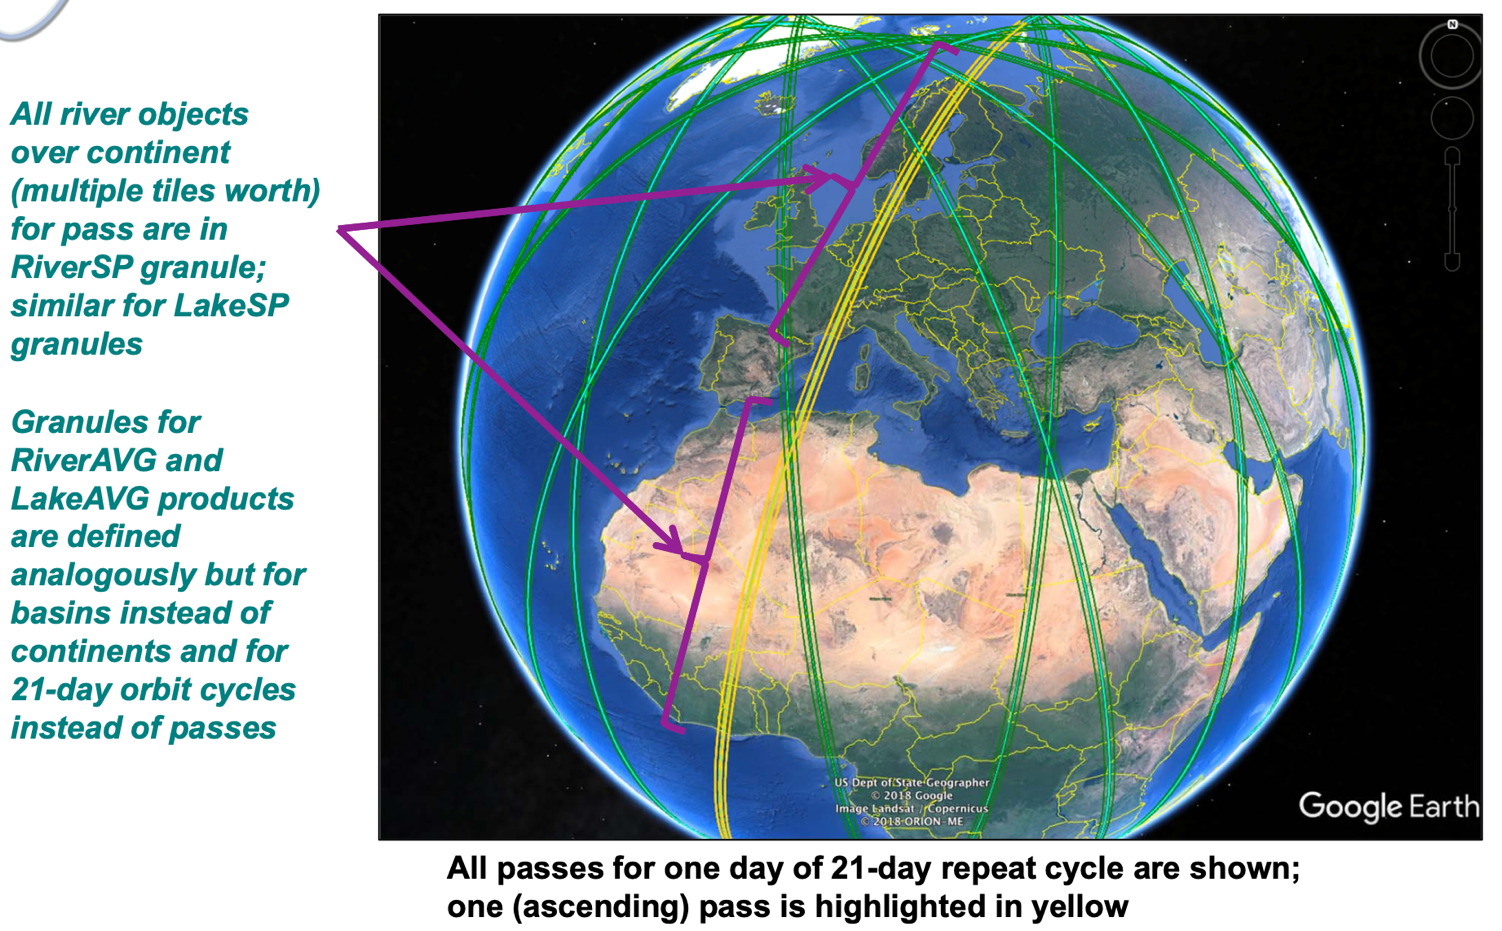 All river objects
over continent
(multiple tiles worth)
for pass are in
RiverSP granule;
similar for LakeSP
granules
Granules for
RiverAVG and
LakeAVG products
are defined
analogously but for
basins instead of
continents and for
21-day orbit cycles
instead of passes
N
US Dept of State Geographer
© 2018 Google
Image Landsat / Copernicus
© 2018 ORION-ME
Google Earth
All passes for one day of 21-day repeat cycle are shown;
one (ascending) pass is highlighted in yellow